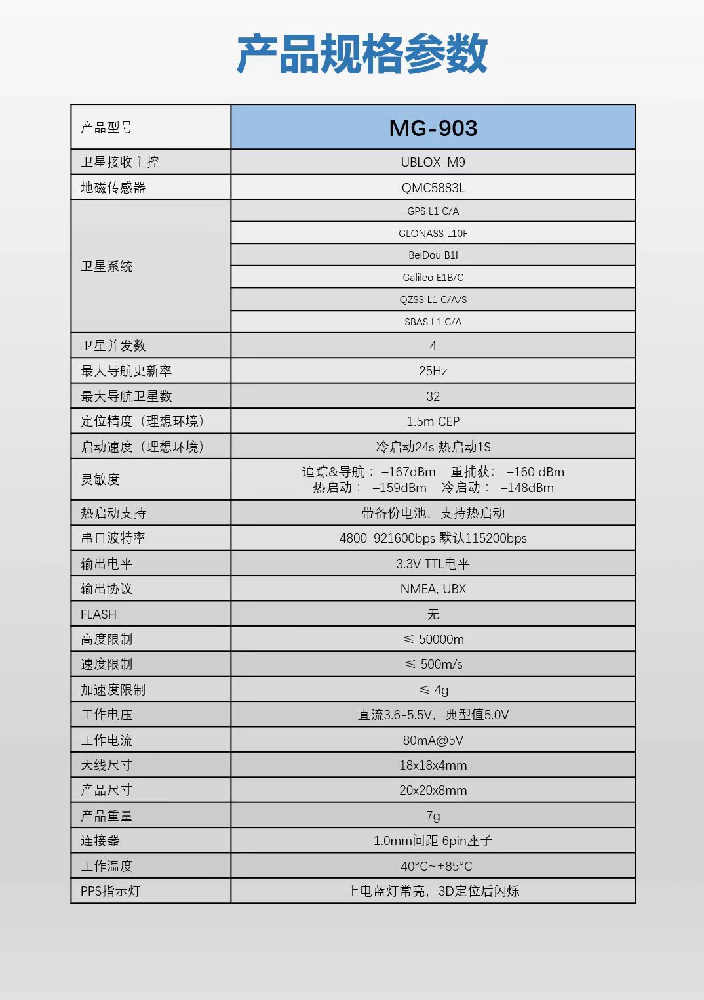 产品规格参数
产品型号
MG-903
卫星接收主控
UBLOX-M9
地磁传感器
QMC5883L
卫星系统
GPS L1 C/A
GLONASS L10F
BeiDou B1l
Galileo E1B/C
QZSS L1 C/A/S
SBAS L1 C/A
卫星并发数
4
最大导航更新率
25Hz
最大导航卫星数
32
定位精度（理想环境）
1.5m CEP
启动速度（理想环境）
冷启动24s 热启动1S
灵敏度
追踪&导航： –167dBm 重捕获： –160 dBm
热启动： –159dBm 冷启动： –148dBm
热启动支持
带备份电池，支持热启动
串口波特率
4800-921600bps 默认115200bps
输出电平
3.3V TTL电平
输出协议
NMEA, UBX
FLASH
无
高度限制
≤ 50000m
速度限制
≤ 500m/s
加速度限制
≤ 4g
工作电压
直流3.6-5.5V，典型值5.0V
工作电流
80mA@5V
天线尺寸
18x18x4mm
产品尺寸
20x20x8mm
产品重量
7g
连接器
1.0mm间距 6pin座子
工作温度
-40°C~+85°C
PPS指示灯
上电蓝灯常亮，3D定位后闪烁